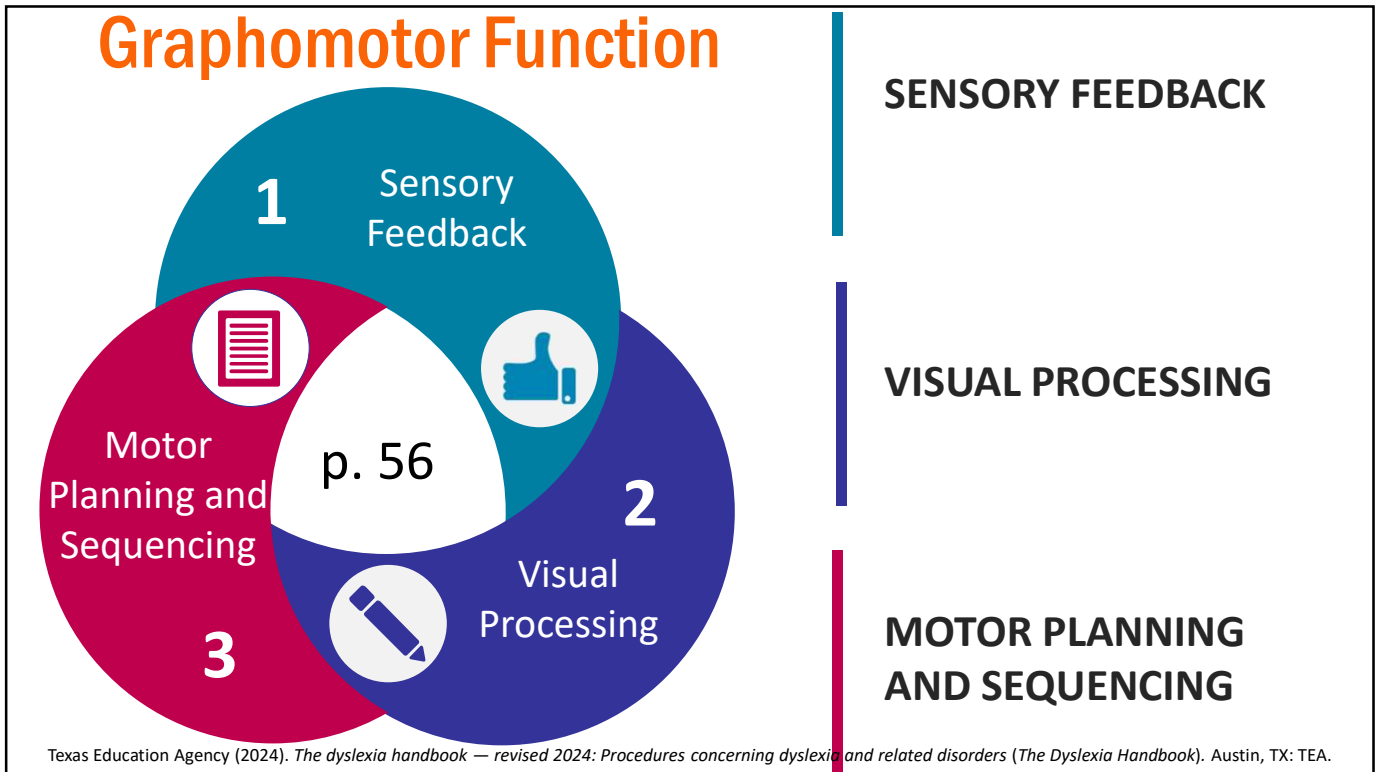 Graphomotor Function
1
Sensory
Feedback
p. 56
2
Visual
Processing
Motor
Planning and
Sequencing
3
SENSORY FEEDBACK
VISUAL PROCESSING
MOTOR PLANNING
AND SEQUENCING
Texas Education Agency (2024). The dyslexia handbook — revised 2024: Procedures concerning dyslexia and related disorders (The Dyslexia Handbook). Austin, TX: TEA.